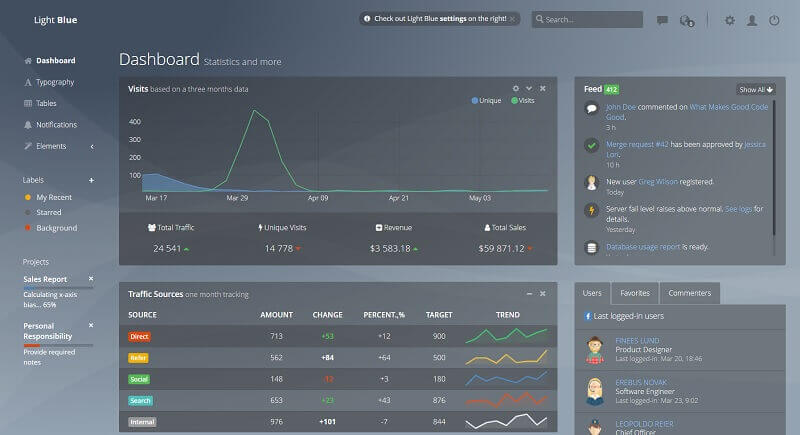 Light Blue
Check out Light Blue settings on the right!
Search...
Dashboard
Typography
Tables
Notifications
Elements
Labels
My Recent
Starred
Background
Projects
Sales Report
Calculating x-axis
bias... 65%
Personal
Responsibility
Provide required
notes
Dashboard Statistics and more
Visits based on a three months data
Unique Visits
400
300
200
100
Mar 17 Mar 29 Apr 09 Apr 21 May 03
Total Traffic Unique Visits Revenue Total Sales
24 541 14 778 $3 583.18 $59 871.12
Traffic Sources one month tracking
SOURCE AMOUNT CHANGE PERCENT.,% TARGET TREND
Direct 713 +53 +12 900
Refer 562 +84 +64 500
Social 148 -12 +3 180
Search 653 +23 +43 876
Internal 976 +101 -7 844
Feed 412 Show All
John Doe commented on What Makes Good Code
Good.
3 h
Merge request #42 has been approved by Jessica
Lori.
10 h
New user Greg Wilson registered.
Today
Server fail level raises above normal. See logs for
details.
Yesterday
Database usage report is ready.
Users Favorites Commenters
Last logged-in users
FINEES LUND
Product Designer
Last logged-in: Mar 20, 18:46
EREBUS NOVAK
Software Engineer
Last logged-in: Mar 23, 9:02
LEOPOLDO REIER
Chief Officer